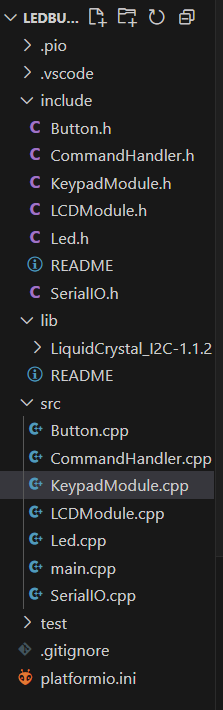 LEDBU...
.pio
.vscode
include
Button.h
CommandHandler.h
KeypadModule.h
LCDModule.h
Led.h
README
SerialIO.h
lib
LiquidCrystal_I2C-1.1.2
README
src
Button.cpp
CommandHandler.cpp
KeypadModule.cpp
LCDModule.cpp
Led.cpp
main.cpp
SerialIO.cpp
test
.gitignore
platformio.ini